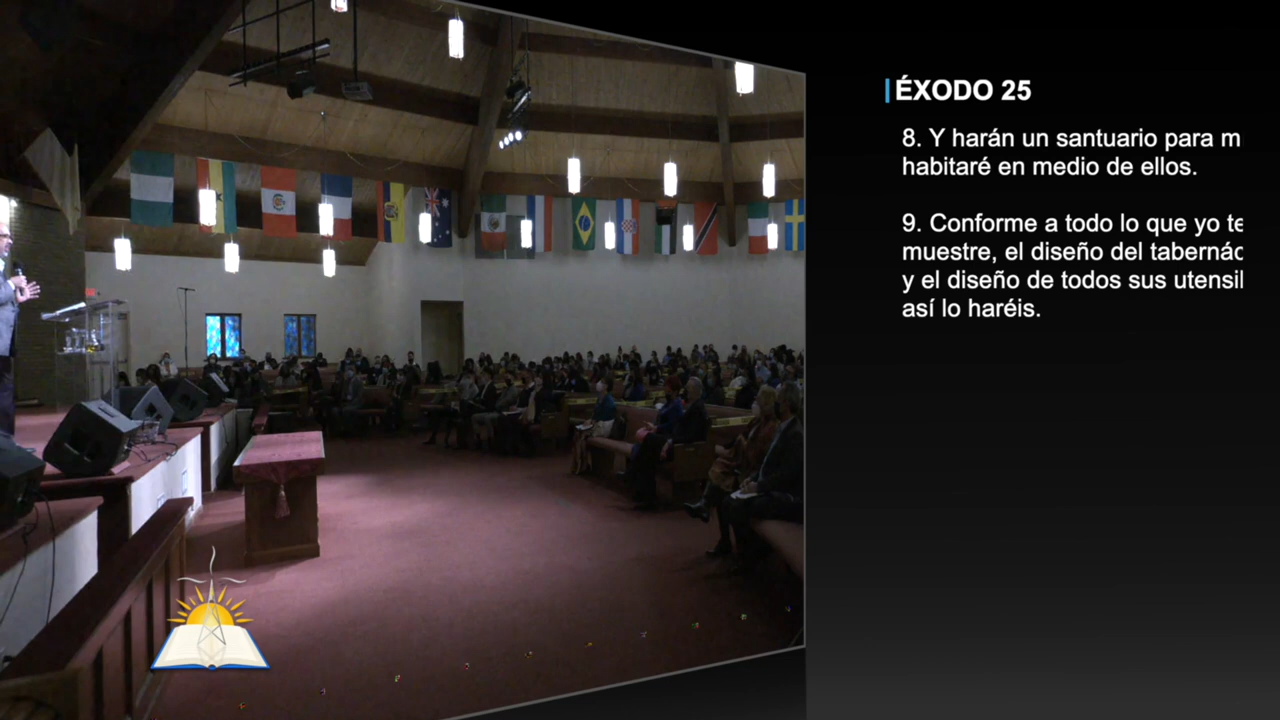 ÉXODO 25
8. Y harán un santuario para m
habitaré en medio de ellos.
9. Conforme a todo lo que yo te
muestre, el diseño del tabernác
y el diseño de todos sus utensil
así lo haréis.